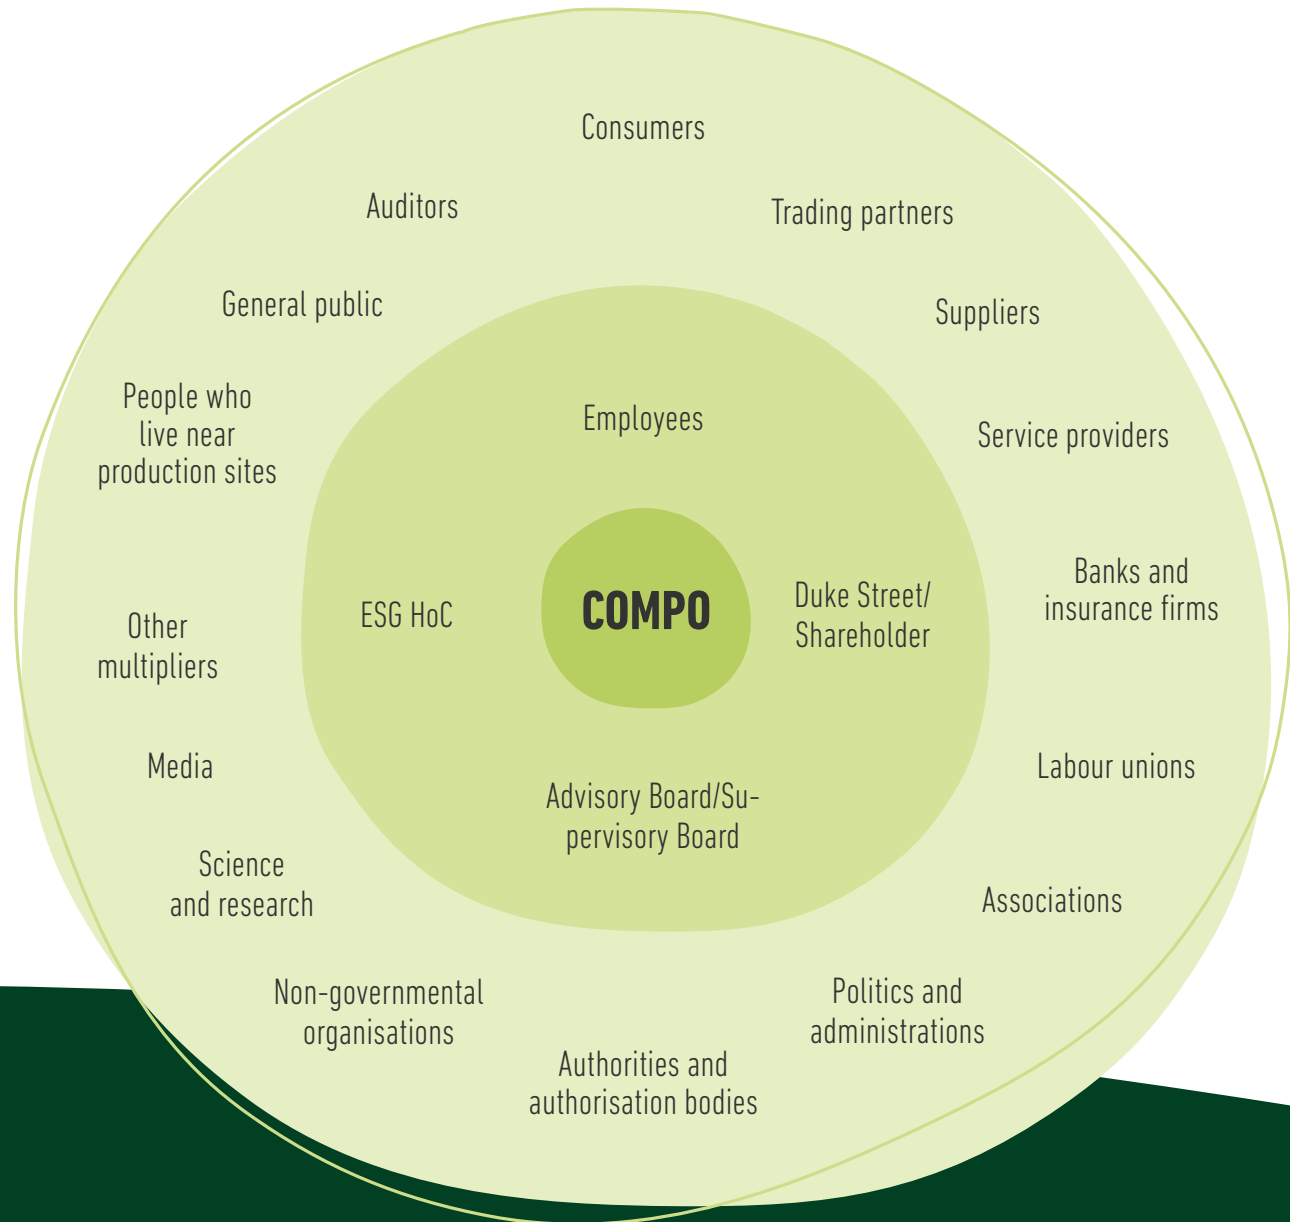 Consumers
Auditors
Trading partners
General public
Suppliers
People who
live near
production sites
Employees
Service providers
Banks and
insurance firms
ESG HoC
COMPO
Duke Street/
Shareholder
Other
multipliers
Media
Labour unions
Advisory Board/Su-
pervisory Board
Science
and research
Associations
Non-governmental
organisations
Politics and
administrations
Authorities and
authorisation bodies